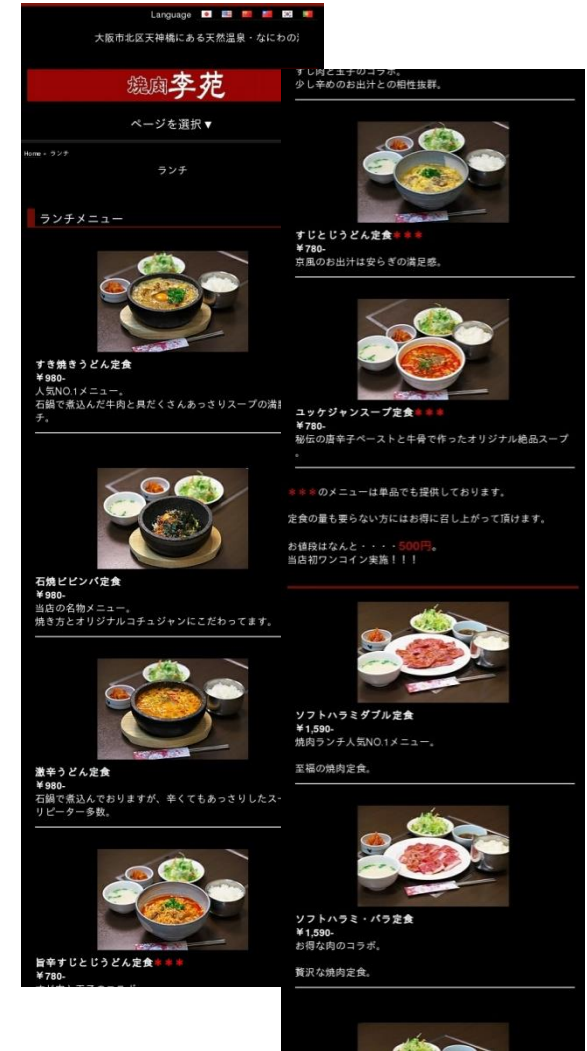 Language
大阪市北区天神橋にある天然温泉・なにわの
焼肉李苑
ページを選択▼
Home » ランチ
ランチ
ランチメニュー
すき焼きうどん定食
¥980-
人気NO.1メニュー。
石鍋で煮込んだ牛肉と具だくさんあっさりスープの満
チ。
石焼ビビンバ定食
¥980-
当店の名物メニュー。
焼き方とオリジナルコチュジャンにこだわってます。
激辛うどん定食
¥980-
石鍋で煮込んでおりますが、辛くてもあっさりしたスー
リピーター多数。
旨辛すじとじうどん定食＊＊＊
¥780-
すじ肉と玉子のコラボ。
少し辛めのお出汁との相性抜群。
すじとじうどん定食＊＊＊
¥780-
京風のお出汁は安らぎの満足感。
ユッケジャンスープ定食＊＊＊
¥780-
秘伝の唐辛子ペーストと牛骨で作ったオリジナル絶品スープ
。
＊＊＊のメニューは単品でも提供しております。
定食の量も要らない方にはお得に召し上がって頂けます。
お値段はなんと・・・・500円。
当店初ワンコイン実施！！！
ソフトハラミダブル定食
¥1,590-
焼肉ランチ人気NO.1メニュー。
至福の焼肉定食。
ソフトハラミ・バラ定食
¥1,590-
お得な肉のコラボ。
贅沢な焼肉定食。